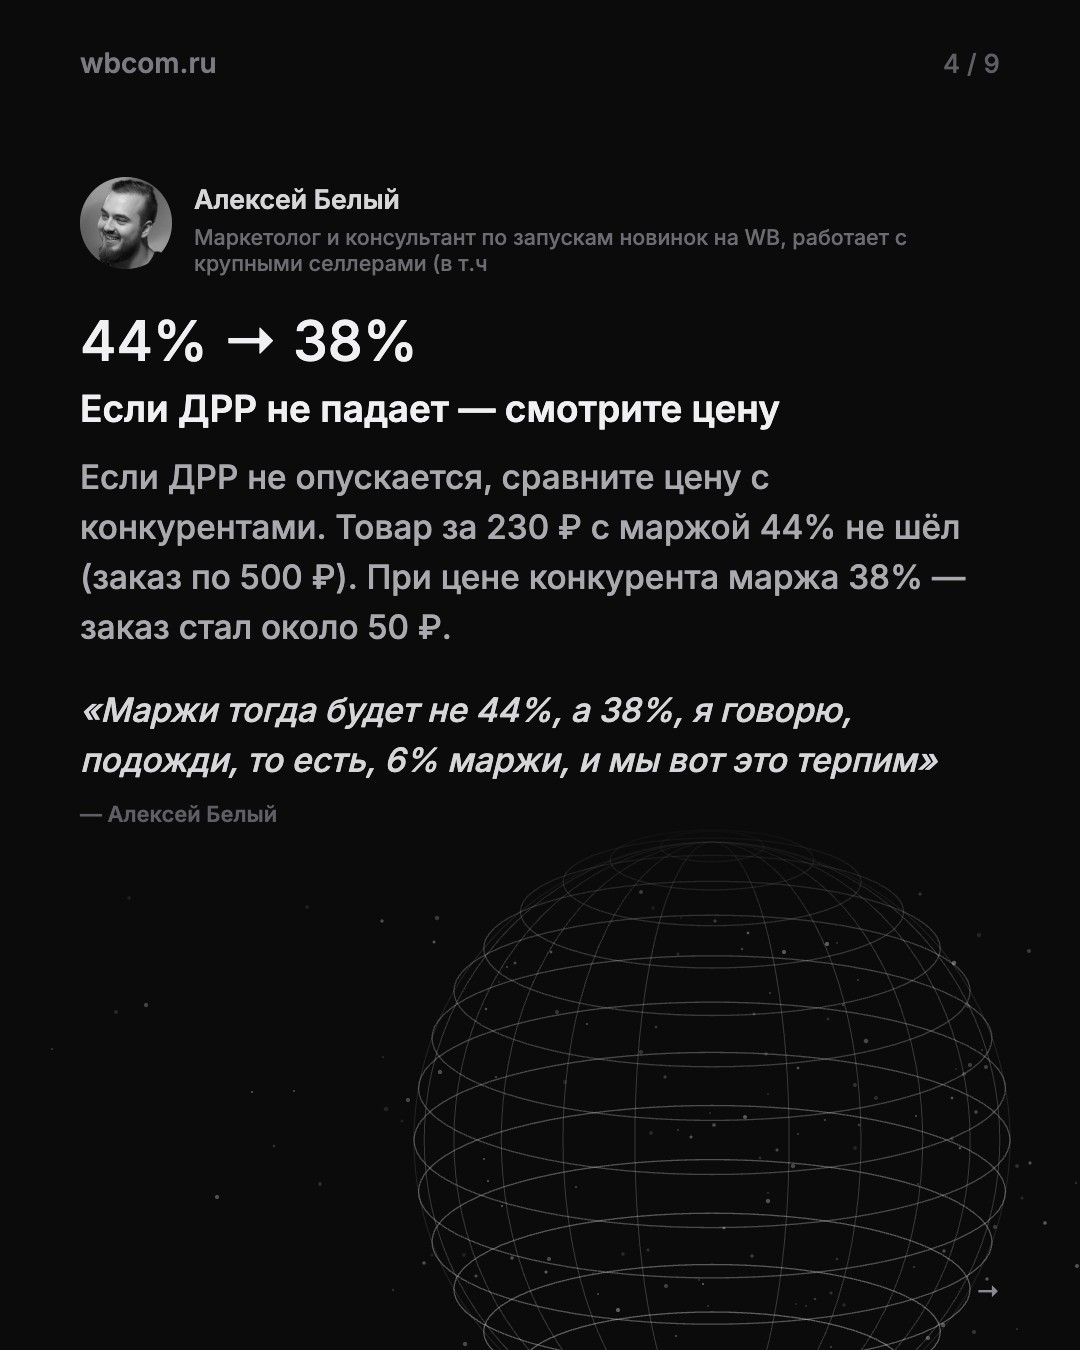 wbcom.ru
4 / 9
Алексей Белый
Маркетолог и консультант по запускам новинок на WB, работает с
крупными селлерами (в т.ч
44% → 38%
Если ДРР не падает — смотрите цену
Если ДРР не опускается, сравните цену с
конкурентами. Товар за 230 ₽ с маржой 44% не шёл
(заказ по 500 ₽). При цене конкурента маржа 38% —
заказ стал около 50 ₽.
«Маржи тогда будет не 44%, а 38%, я говорю,
подожди, то есть, 6% маржи, и мы вот это терпим»
— Алексей Белый
→